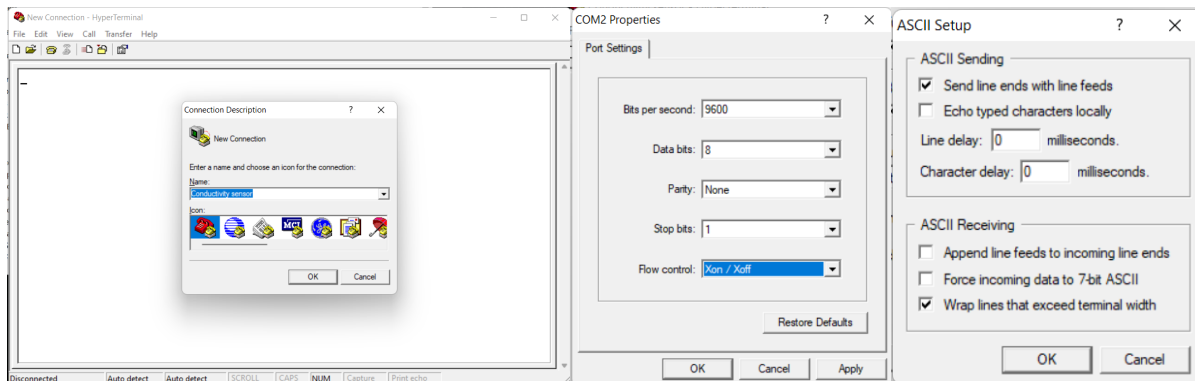 New Connection - HyperTerminal
File Edit View Call Transfer Help
Connection Description ? X
New Connection
Enter a name and choose an icon for the connection:
Name:
Conductivity sensor
Icon:
MCI
OK Cancel
Disconnected Auto detect Auto detect SCROLL CAPS NUM Capture Print echo
COM2 Properties ? X
Port Settings
Bits per second: 9600
Data bits: 8
Parity: None
Stop bits: 1
Flow control: Xon / Xoff
Restore Defaults
OK Cancel Apply
ASCII Setup ? X
ASCII Sending
Send line ends with line feeds
Echo typed characters locally
Line delay: 0 milliseconds.
Character delay: 0 milliseconds.
ASCII Receiving
Append line feeds to incoming line ends
Force incoming data to 7-bit ASCII
Wrap lines that exceed terminal width
OK Cancel